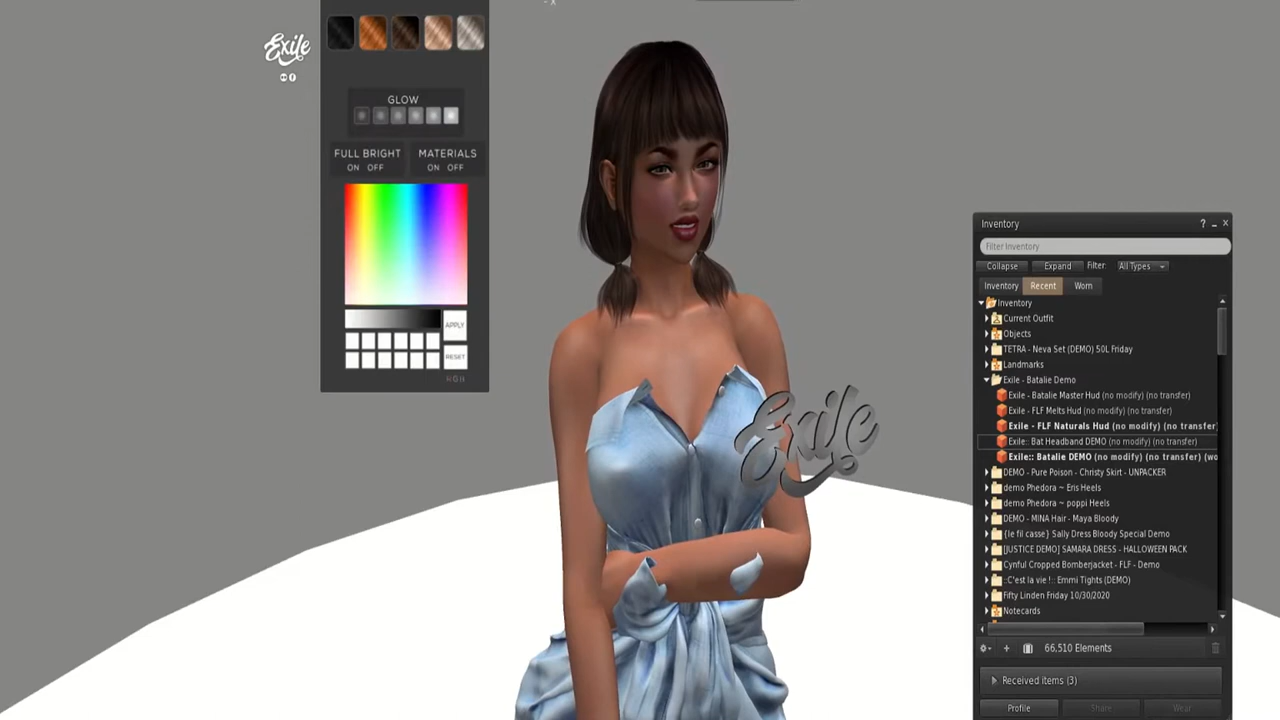 Exile
GLOW
FULL BRIGHT
ON OFF
MATERIALS
ON OFF
APPLY
RESET
Exile
Inventory
? _ X
Filter Inventory
Collapse Expand Filter: All Types
Inventory Recent Worn
Inventory
Current Outfit
Objects
TETRA - Neva Set (DEMO) 50L Friday
Landmarks
Exile - Batalie Demo
Exile - Batalie Master Hud (no modify) (no transfer)
Exile - FLF Melts Hud (no modify) (no transfer)
Exile - FLF Naturals Hud (no modify) (no transfer)
Exile:: Bat Headband DEMO (no modify) (no transfer)
Exile:: Batalie DEMO (no modify) (no transfer) (wo
DEMO - Pure Poison - Christy Skirt - UNPACKER
demo Phedora ~ Eris Heels
demo Phedora ~ poppi Heels
DEMO - MINA Hair - Maya Bloody
{le fil casse} Sally Dress Bloody Special Demo
[JUSTICE DEMO] SAMARA DRESS - HALLOWEEN PACK
Cynful Cropped Bomberjacket - FLF - Demo
::C'est la vie !:: Emmi Tights (DEMO)
Fifty Linden Friday 10/30/2020
Notecards
66,510 Elements
Received items (3)
Profile Share Wear